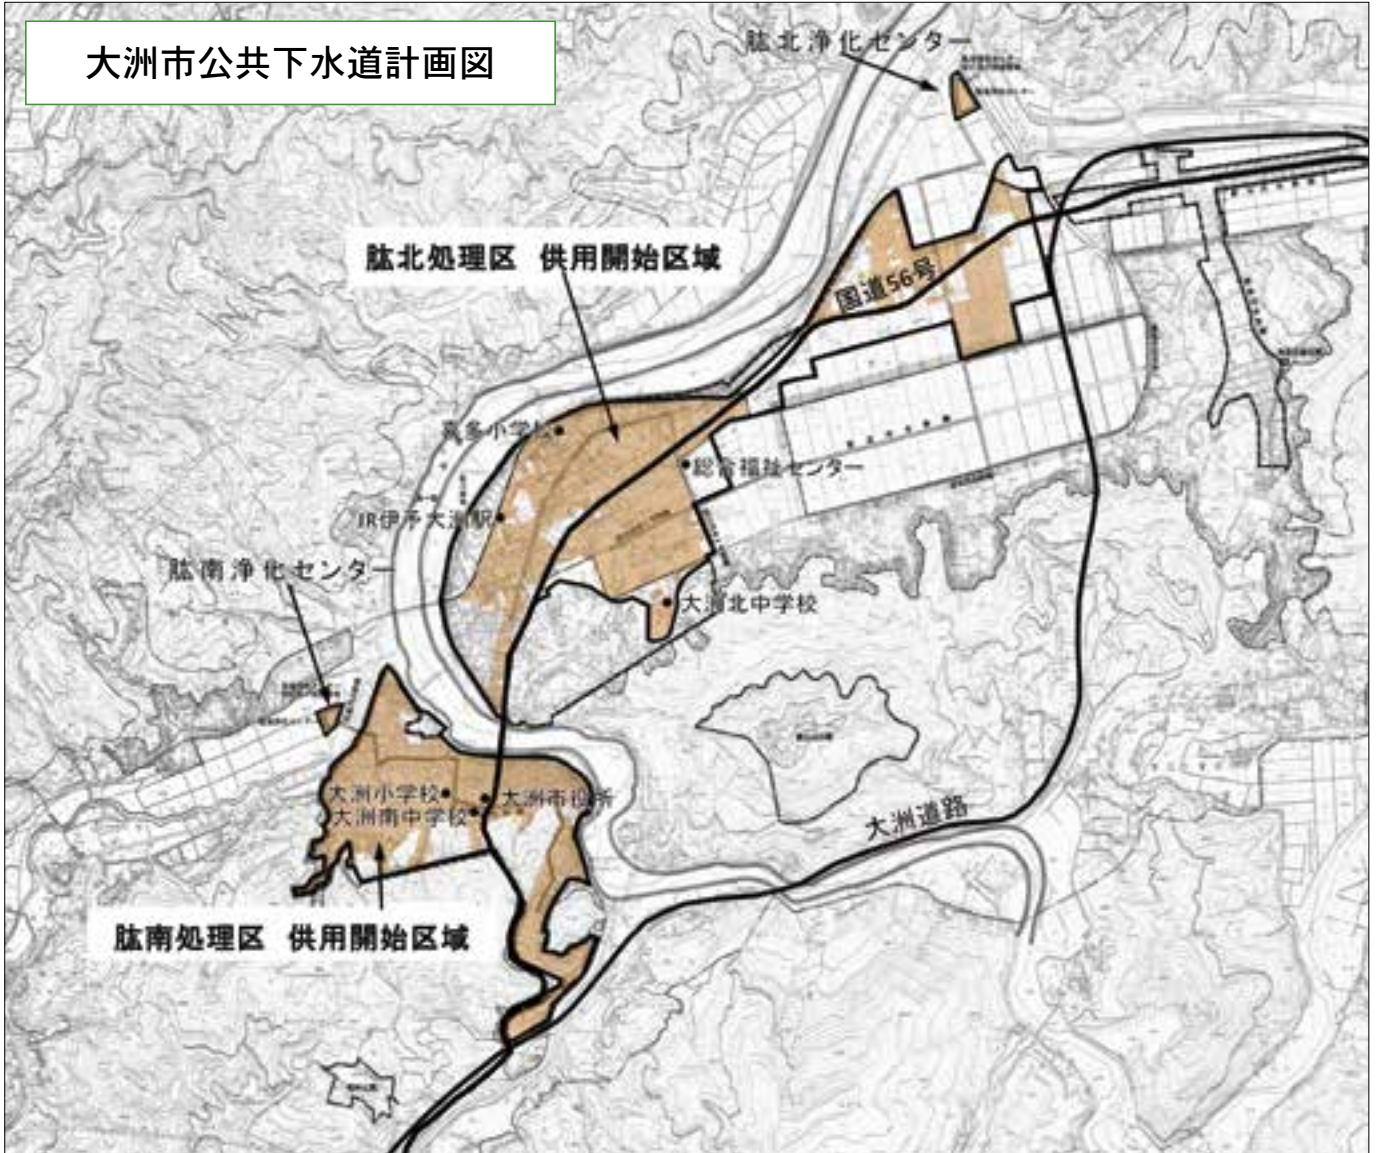 大洲市公共下水道計画図
肱北浄化センター
肱北処理区 供用開始区域
国道56号
喜多小学校
総合福祉センター
JR伊予大洲駅
肱南浄化センター
大洲北中学校
大洲小学校
大洲市役所
大洲南中学校
大洲道路
肱南処理区 供用開始区域